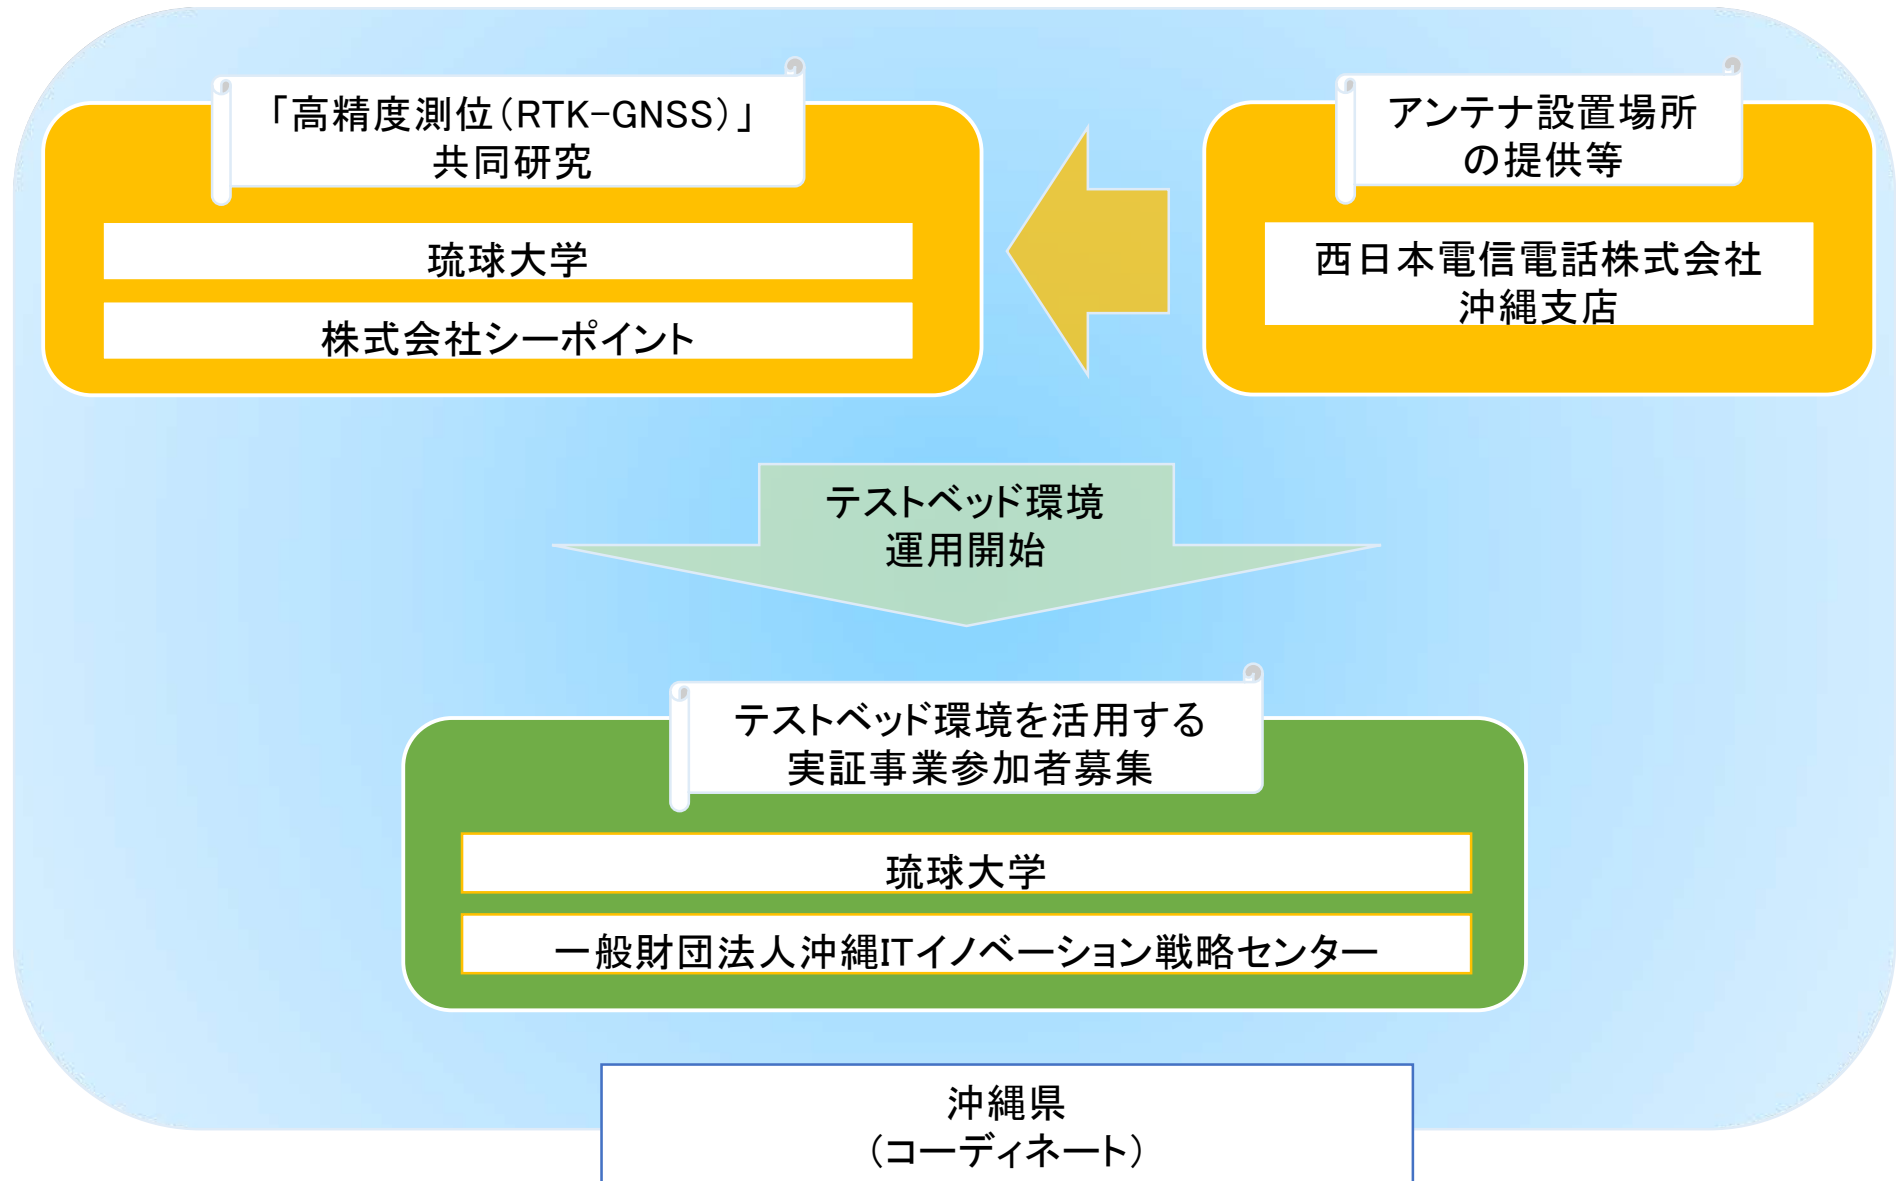 「高精度測位（RTK-GNSS）」
共同研究
琉球大学
株式会社シーポイント
アンテナ設置場所
の提供等
西日本電信電話株式会社
沖縄支店
テストベッド環境
運用開始
テストベッド環境を活用する
実証事業参加者募集
琉球大学
一般財団法人沖縄ITイノベーション戦略センター
沖縄県
（コーディネート）